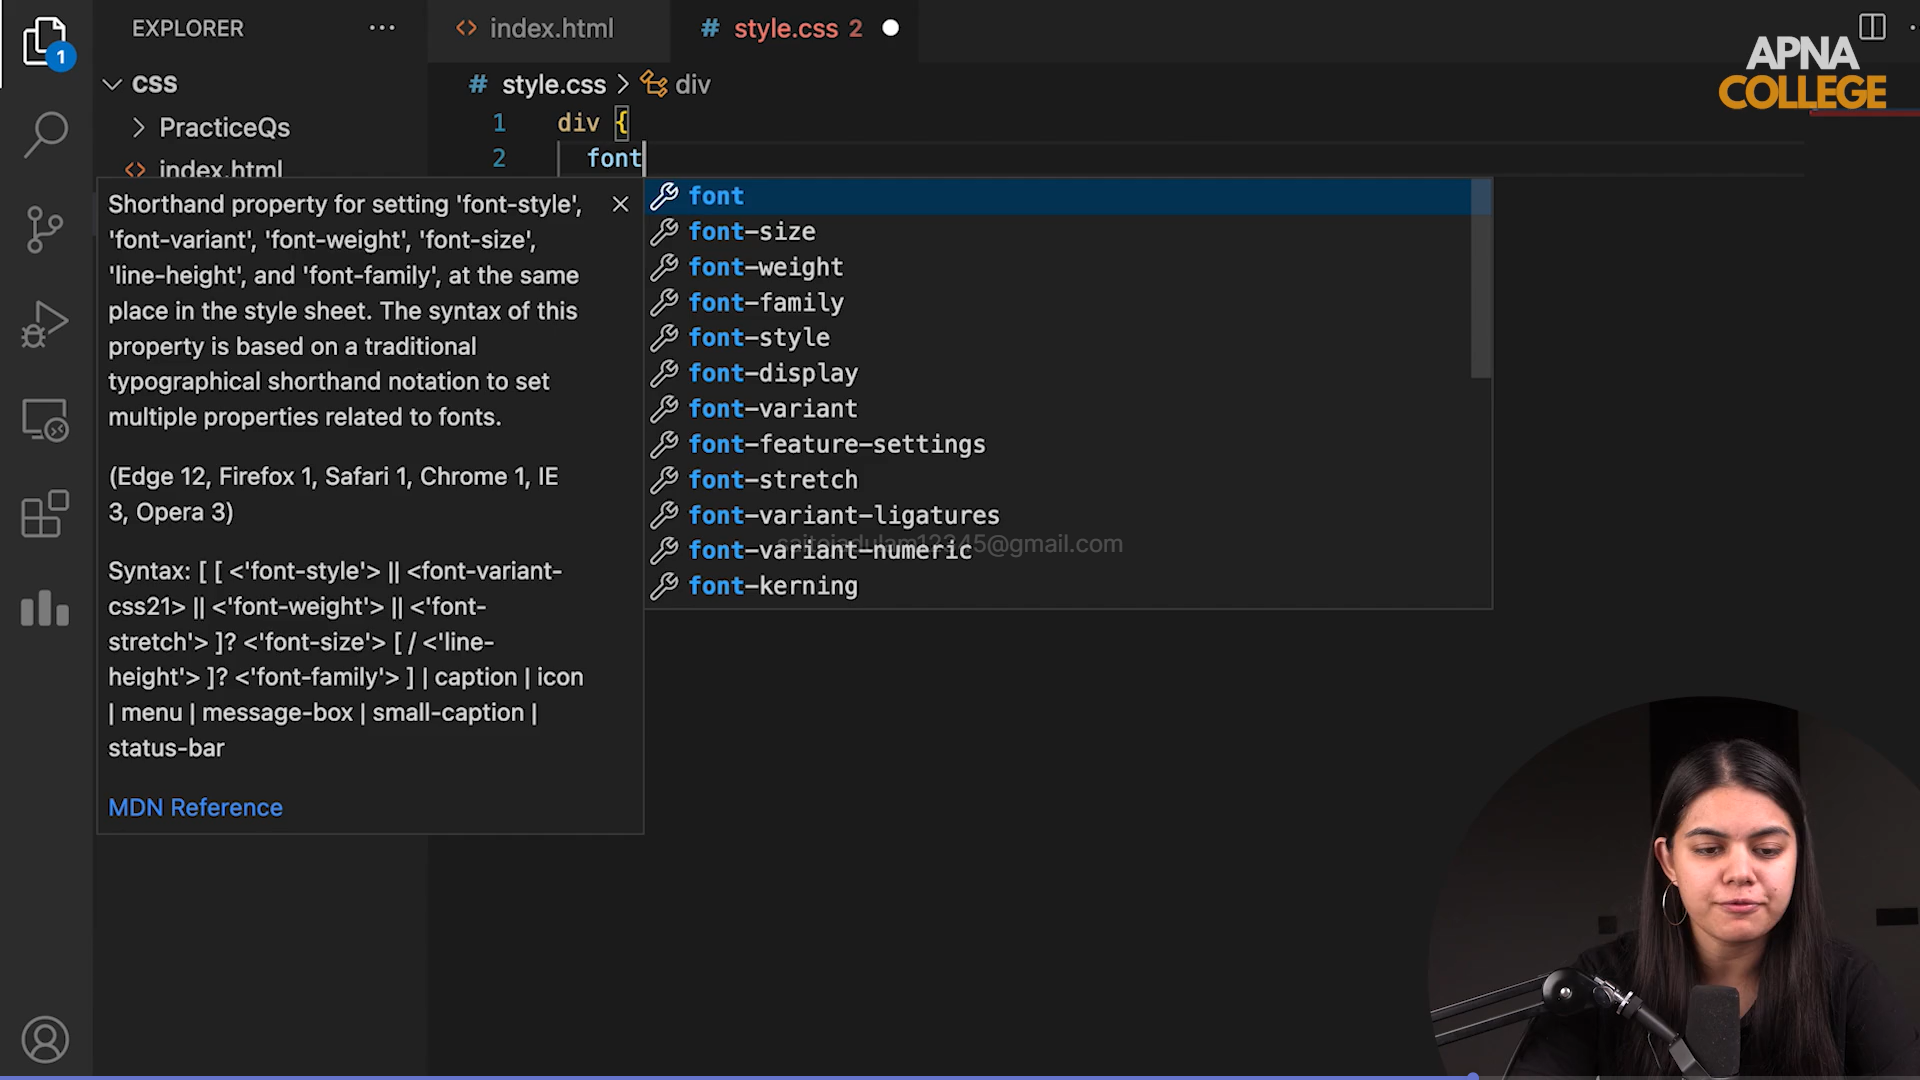 EXPLORER
index.html
style.css 2
APNA
COLLEGE
CSS
style.css > div
PracticeQs
index.html
1
1 div {
2 font
Shorthand property for setting 'font-style',
'font-variant', 'font-weight', 'font-size',
'line-height', and 'font-family', at the same
place in the style sheet. The syntax of this
property is based on a traditional
typographical shorthand notation to set
multiple properties related to fonts.
(Edge 12, Firefox 1, Safari 1, Chrome 1, IE
3, Opera 3)
Syntax: [ [ <'font-style'> || <font-variant-
css21> || <'font-weight'> || <'font-
stretch'> ]? <'font-size'> [ / <'line-
height'> ]? <'font-family'> ] | caption | icon
| menu | message-box | small-caption |
status-bar
MDN Reference
font
font-size
font-weight
font-family
font-style
font-display
font-variant
font-feature-settings
font-stretch
font-variant-ligatures
font-variant-numeric
font-kerning